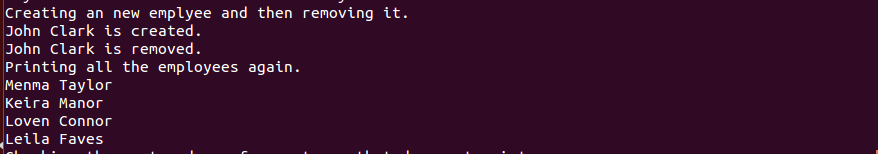 Creating an new emplyee and then removing it.
John Clark is created.
John Clark is removed.
Printing all the employees again.
Menma Taylor
Keira Manor
Loven Connor
Leila Faves